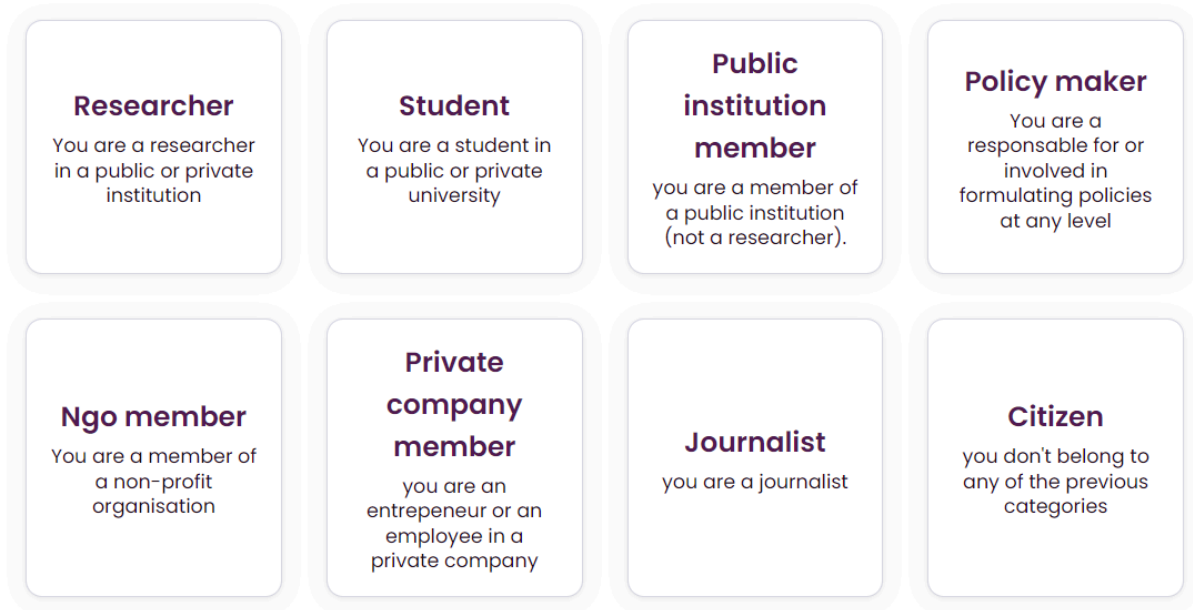 Researcher
You are a researcher
in a public or private
institution
Student
You are a student in
a public or private
university
Public
institution
member
you are a member of
a public institution
(not a researcher).
Policy maker
You are a
responsable for or
involved in
formulating policies
at any level
Ngo member
You are a member of
a non-profit
organisation
Private
company
member
you are an
entrepeneur or an
employee in a
private company
Journalist
you are a journalist
Citizen
you don't belong to
any of the previous
categories